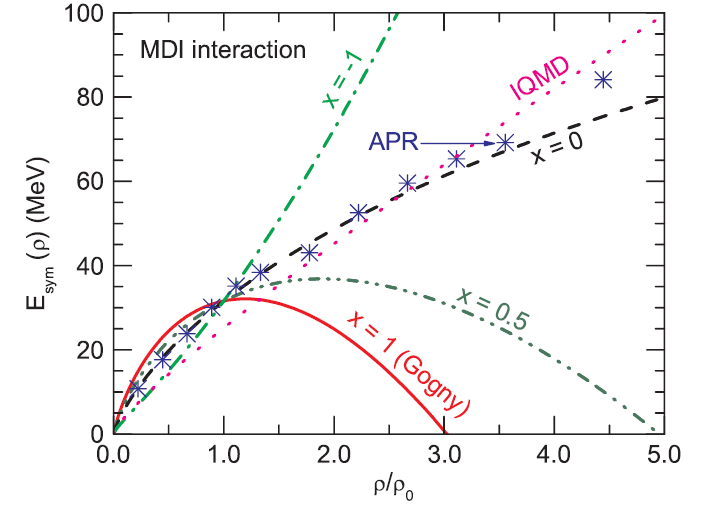 100
80
60
40
20
0
E_sym (ρ) (MeV)
MDI interaction
x = -1
IQMD
APR
x = 0
x = 0.5
x = 1 (Gogny)
0.0 1.0 2.0 3.0 4.0 5.0
ρ/ρ₀